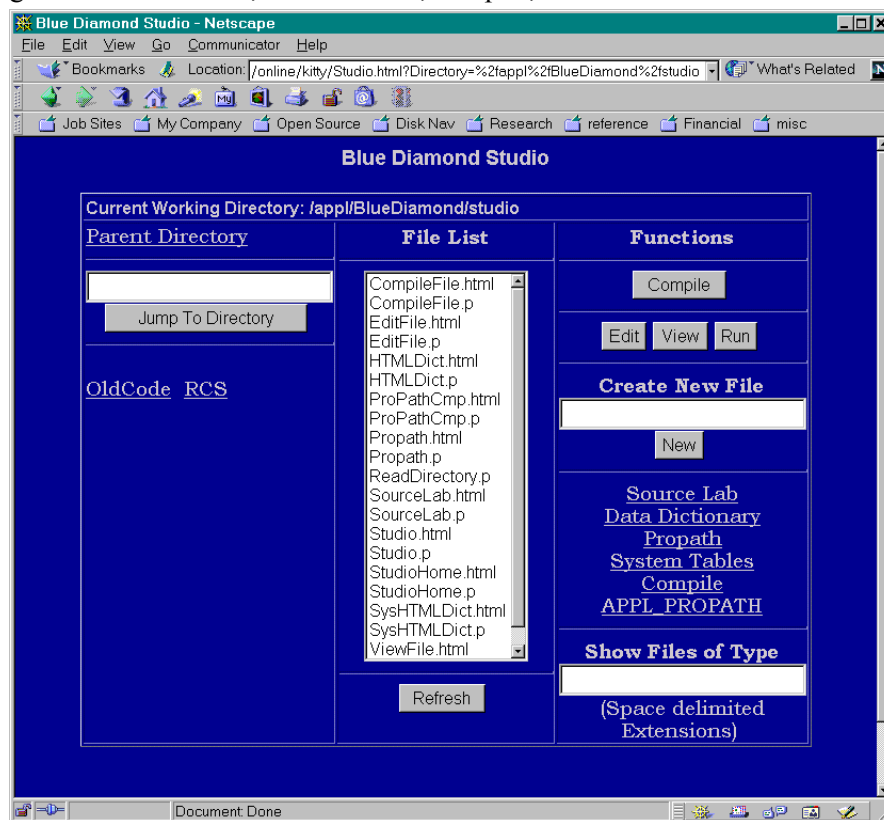 Blue Diamond Studio - Netscape
File Edit View Go Communicator Help
Bookmarks Location: /online/kitty/Studio.html?Directory=%2fappl%2fBlueDiamond%2fstudio What's Related N
My
Job Sites My Company Open Source Disk Nav Research reference Financial misc
Blue Diamond Studio
Current Working Directory: /appl/BlueDiamond/studio
Parent Directory
Jump To Directory
OldCode RCS
File List
CompileFile.html
CompileFile.p
EditFile.html
EditFile.p
HTMLDict.html
HTMLDict.p
ProPathCmp.html
ProPathCmp.p
Propath.html
Propath.p
ReadDirectory.p
SourceLab.html
SourceLab.p
Studio.html
Studio.p
StudioHome.html
StudioHome.p
SysHTMLDict.html
SysHTMLDict.p
ViewFile.html
Refresh
Functions
Compile
Edit View Run
Create New File
New
Source Lab
Data Dictionary
Propath
System Tables
Compile
APPL_PROPATH
Show Files of Type
(Space delimited
Extensions)
Document: Done